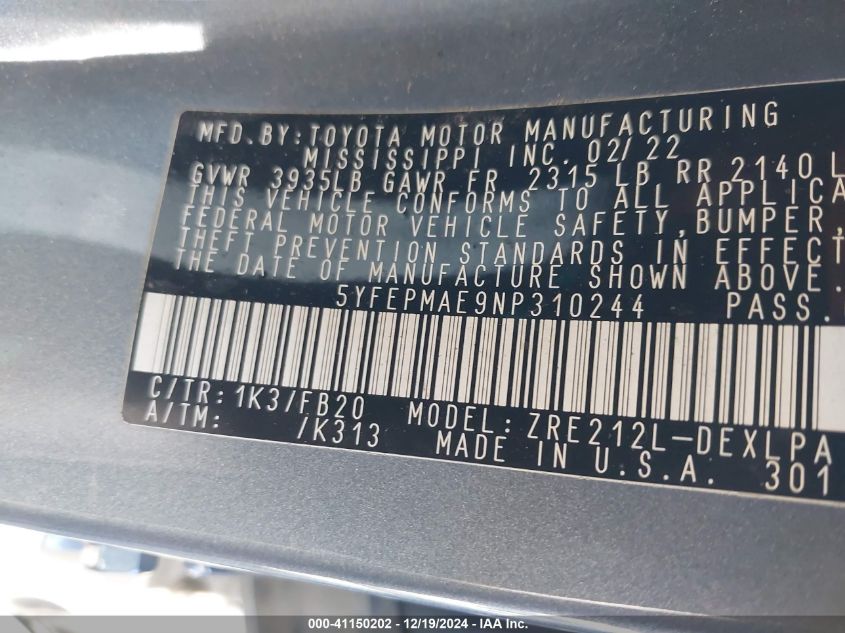 MFD.BY:TOYOTA MOTOR MANUFACTURING
MISSISSIPPI INC. 02/22
GVWR 3935LB GAWR FR 2315 LB RR 2140 L
THIS VEHICLE CONFORMS TO ALL APPLICA
FEDERAL MOTOR VEHICLE SAFETY,BUMPER,
THEFT PREVENTION STANDARDS IN EFFECT
THE DATE OF MANUFACTURE SHOWN ABOVE.
5YFEPMAE9NP310244 PASS.
C/TR:1K3/FB20 MODEL:ZRE212L-DEXLPA
A/TM: /K313 MADE IN U.S.A. 301
000-41150202 - 12/19/2024 - IAA Inc.